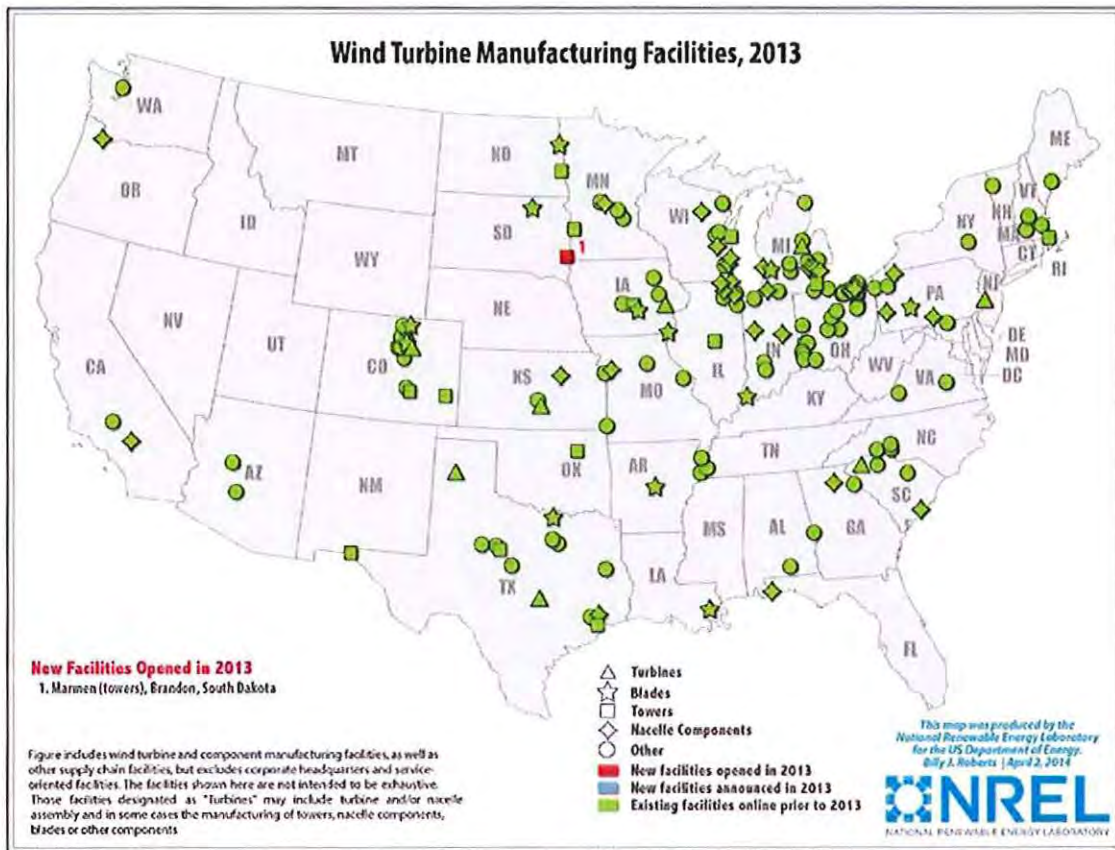 Wind Turbine Manufacturing Facilities, 2013
WA
MT
ND
MN
ME
OR
ID
SD
WI
MI
NY
VT
NH
MA
CT
RI
WY
1
IA
NE
PA
NJ
NV
UT
CO
CA
KS
MO
IL
IN
OH
WV
VA
DE
MD
DC
KY
AZ
NM
OK
AR
TN
NC
SC
MS
AL
GA
TX
LA
FL
New Facilities Opened in 2013
1. Marmen (towers), Brandon, South Dakota
Figure includes wind turbine and component manufacturing facilities, as well as
other supply chain facilities, but excludes corporate headquarters and service-
oriented facilities. The facilities shown here are not intended to be exhaustive.
Those facilities designated as "Turbines" may include turbine and/or nacelle
assembly and in some cases the manufacturing of towers, nacelle components,
blades or other components
Turbines
Blades
Towers
Nacelle Components
Other
New facilities opened in 2013
New facilities announced in 2013
Existing facilities online prior to 2013
This map was produced by the
National Renewable Energy Laboratory
for the US Department of Energy.
Billy J. Roberts | April 2, 2014
NREL
NATIONAL RENEWABLE ENERGY LABORATORY